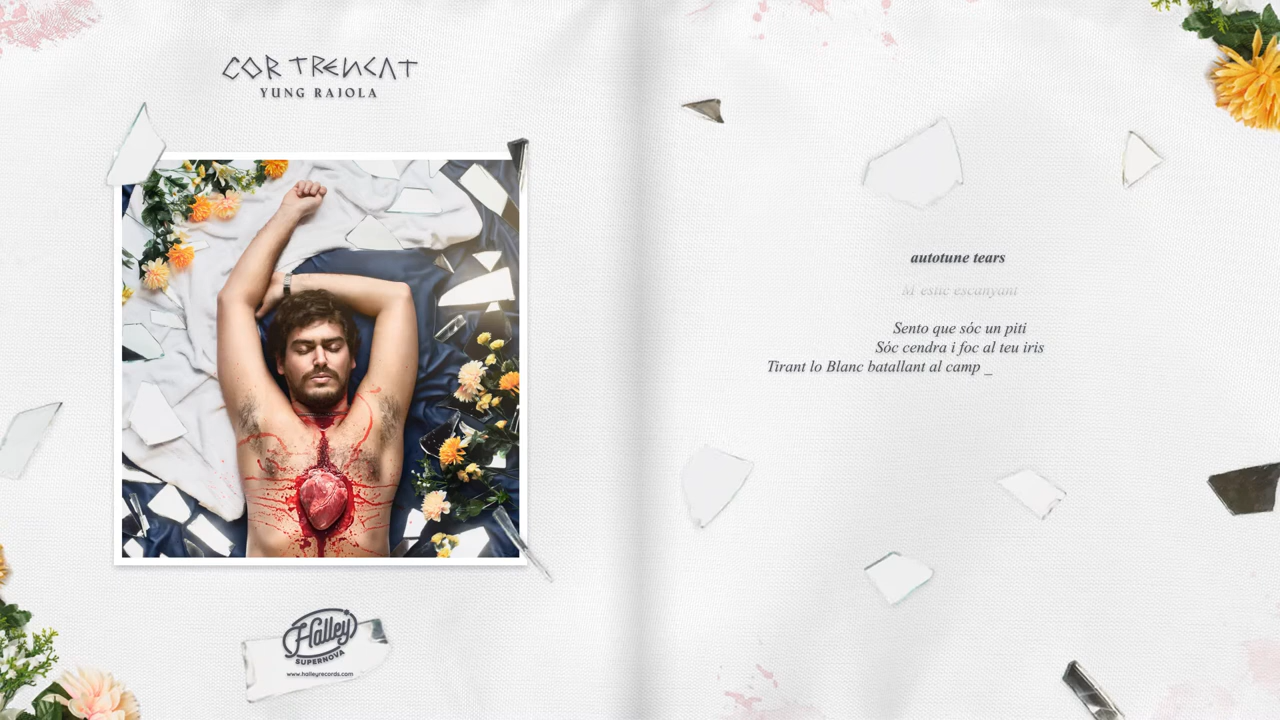 COR TRENCAT
YUNG RAJOLA
Halley
SUPERNOVA
www.halleyrecords.com
autotune tears
M'estic escanyant
Sento que sóc un piti
Sóc cendra i foc al teu iris
Tirant lo Blanc batallant al camp _